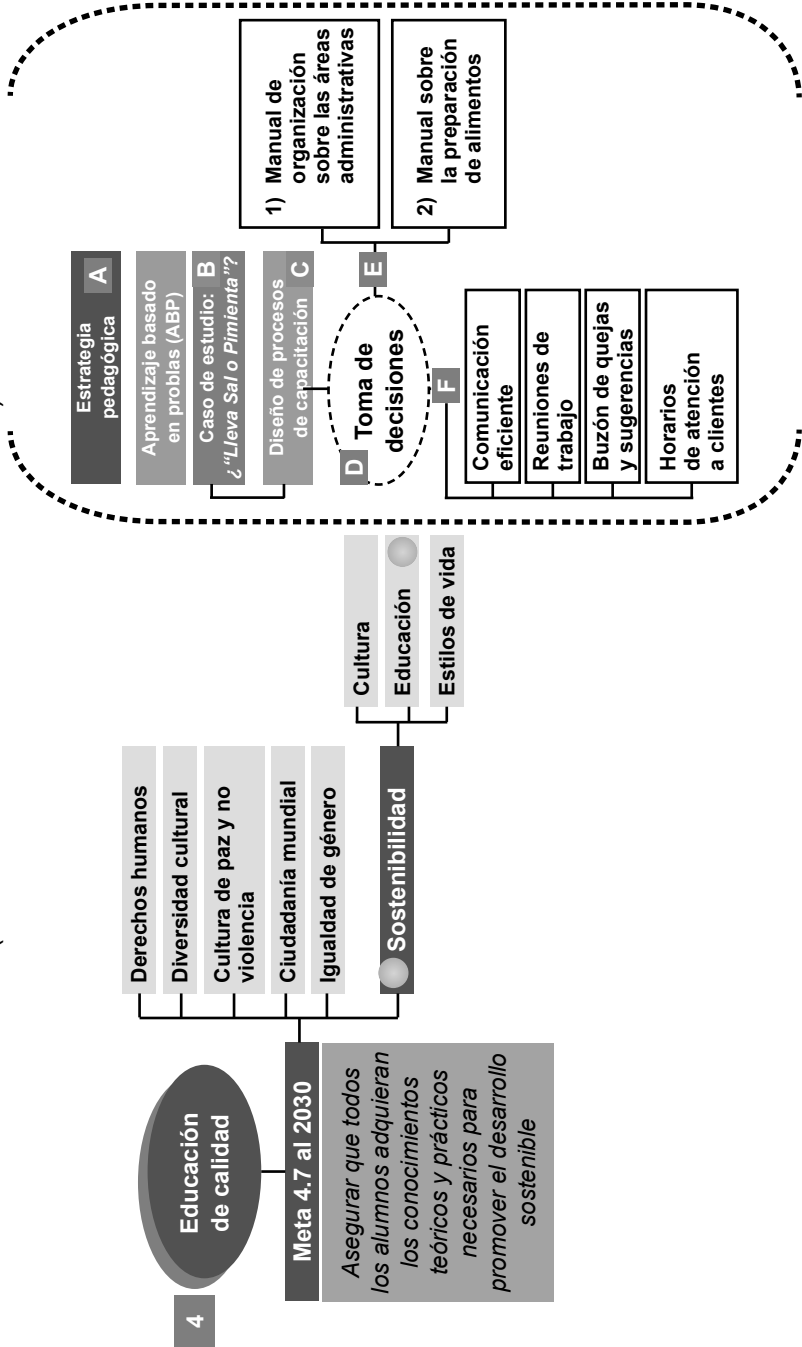 4
Educación
de calidad
Meta 4.7 al 2030
Asegurar que todos
los alumnos adquieran
los conocimientos
teóricos y prácticos
necesarios para
promover el desarrollo
sostenible
Derechos humanos
Diversidad cultural
Cultura de paz y no
violencia
Ciudadanía mundial
Igualdad de género
Sostenibilidad
Cultura
Educación
Estilos de vida
Estrategia
pedagógica
A
Aprendizaje basado
en problas (ABP)
Caso de estudio:
¿"Lleva Sal o Pimienta"?
B
Diseño de procesos
de capacitación
C
D
Toma de
decisiones
E
1) Manual de
organización
sobre las áreas
administrativas
2) Manual sobre
la preparación
de alimentos
F
Comunicación
eficiente
Reuniones de
trabajo
Buzón de quejas
y sugerencias
Horarios
de atención
a clientes